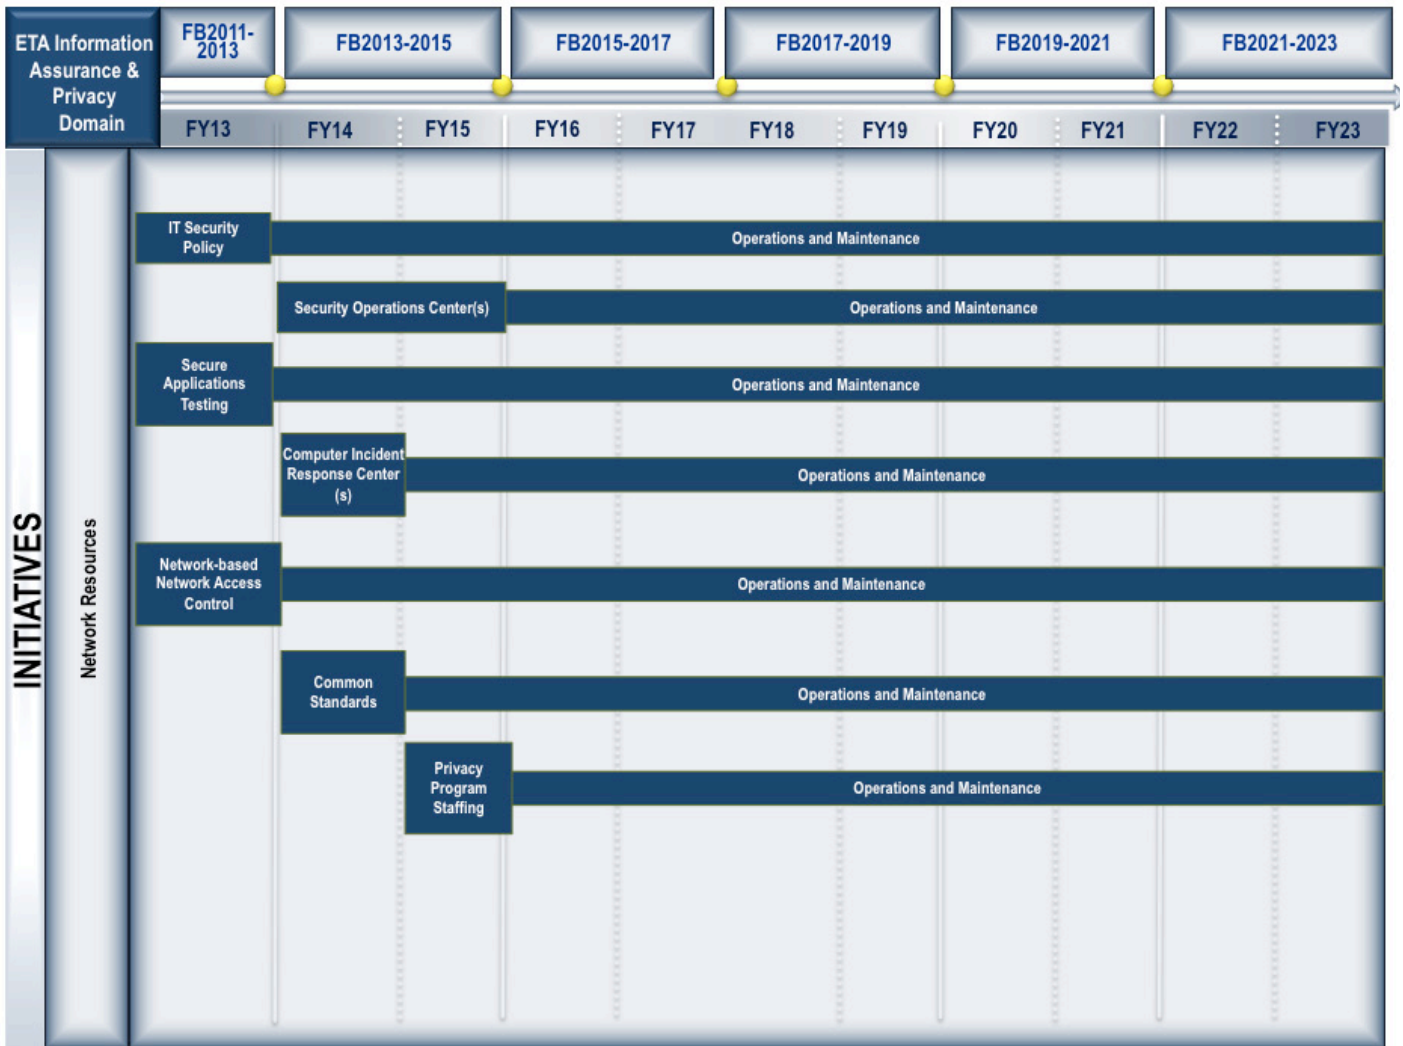 ETA Information
Assurance &
Privacy
Domain
FB2011-
2013
FB2013-2015
FB2015-2017
FB2017-2019
FB2019-2021
FB2021-2023
FY13
FY14
FY15
FY16
FY17
FY18
FY19
FY20
FY21
FY22
FY23
INITIATIVES
Network Resources
IT Security
Policy
Operations and Maintenance
Security Operations Center(s)
Operations and Maintenance
Secure
Applications
Testing
Operations and Maintenance
Computer Incident
Response Center
(s)
Operations and Maintenance
Network-based
Network Access
Control
Operations and Maintenance
Common
Standards
Operations and Maintenance
Privacy
Program
Staffing
Operations and Maintenance